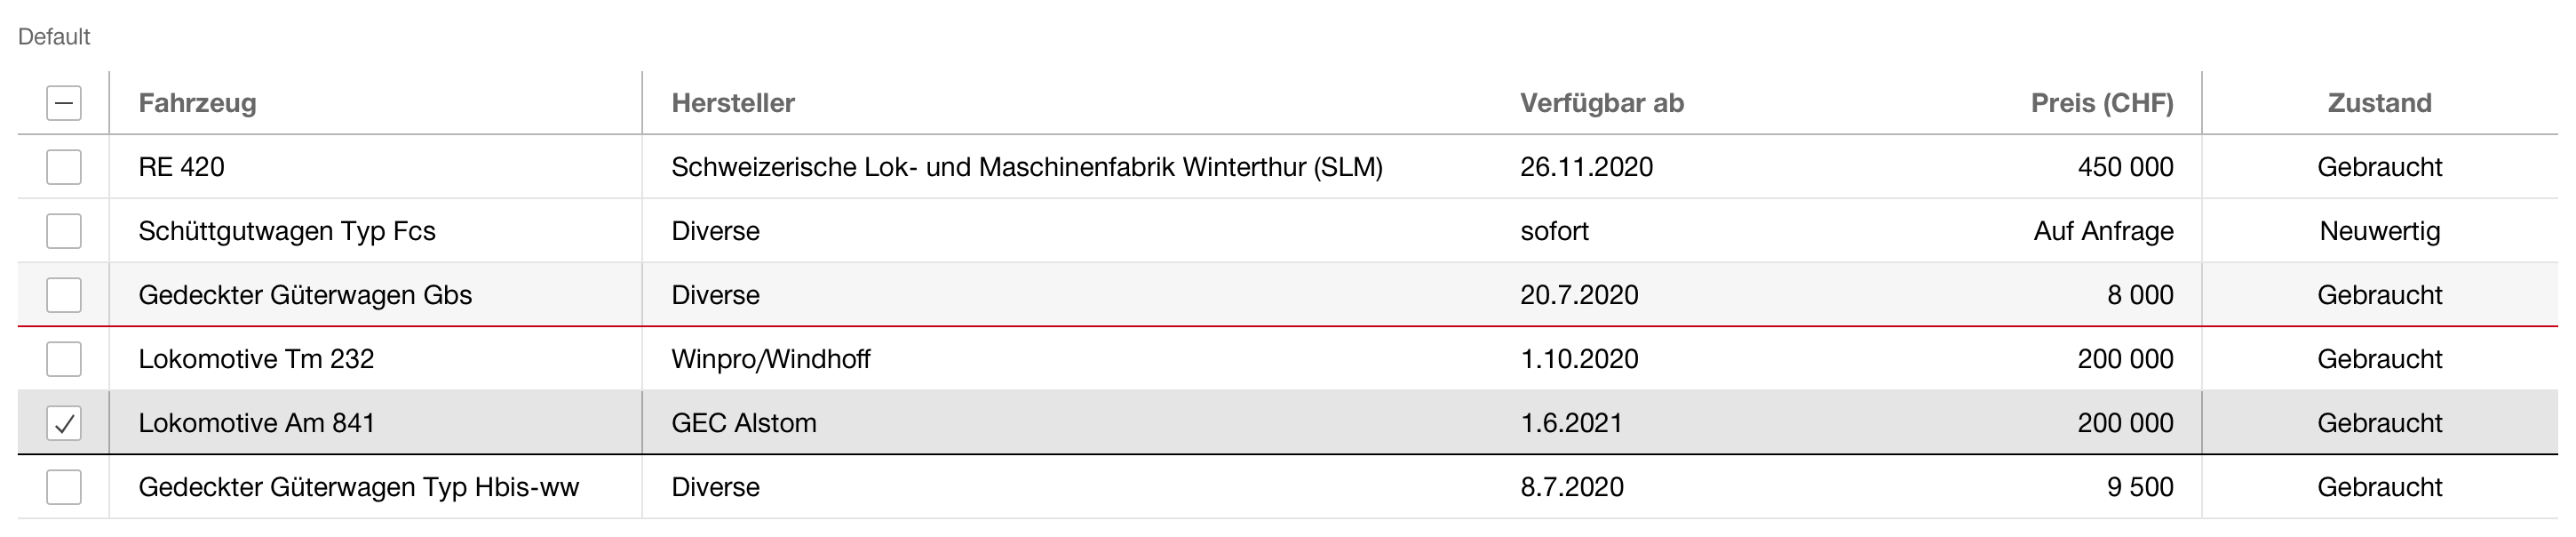 Default
Fahrzeug Hersteller Verfügbar ab Preis (CHF) Zustand
RE 420 Schweizerische Lok- und Maschinenfabrik Winterthur (SLM) 26.11.2020 450 000 Gebraucht
Schüttgutwagen Typ Fcs Diverse sofort Auf Anfrage Neuwertig
Gedeckter Güterwagen Gbs Diverse 20.7.2020 8 000 Gebraucht
Lokomotive Tm 232 Winpro/Windhoff 1.10.2020 200 000 Gebraucht
Lokomotive Am 841 GEC Alstom 1.6.2021 200 000 Gebraucht
Gedeckter Güterwagen Typ Hbis-ww Diverse 8.7.2020 9 500 Gebraucht